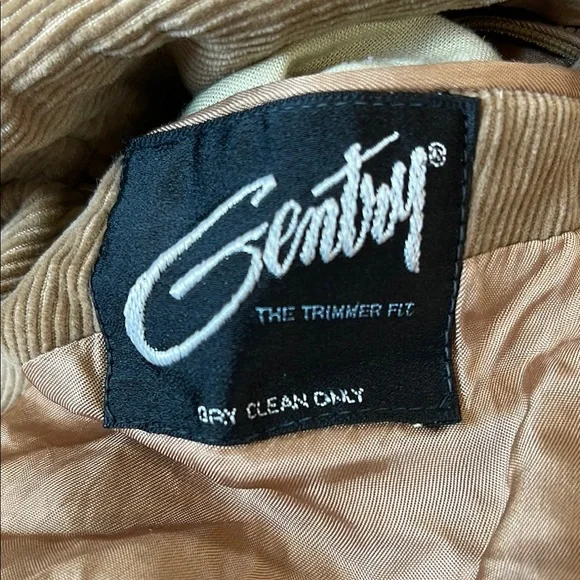 Gentry®
THE TRIMMER FIT
DRY CLEAN ONLY